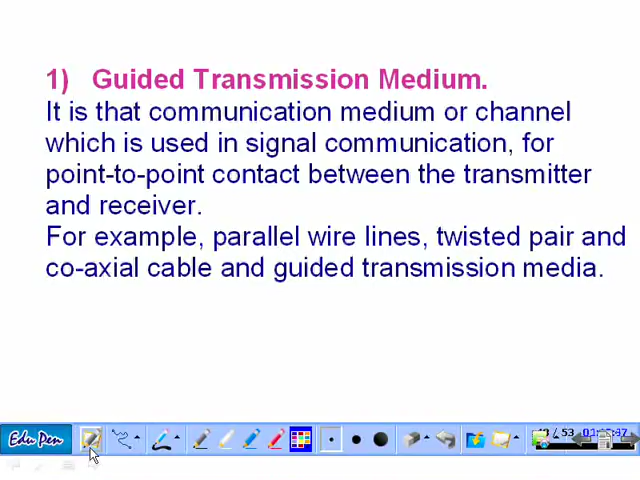 1) Guided Transmission Medium.
It is that communication medium or channel
which is used in signal communication, for
point-to-point contact between the transmitter
and receiver.
For example, parallel wire lines, twisted pair and
co-axial cable and guided transmission media.
Edu Pen
/ 53